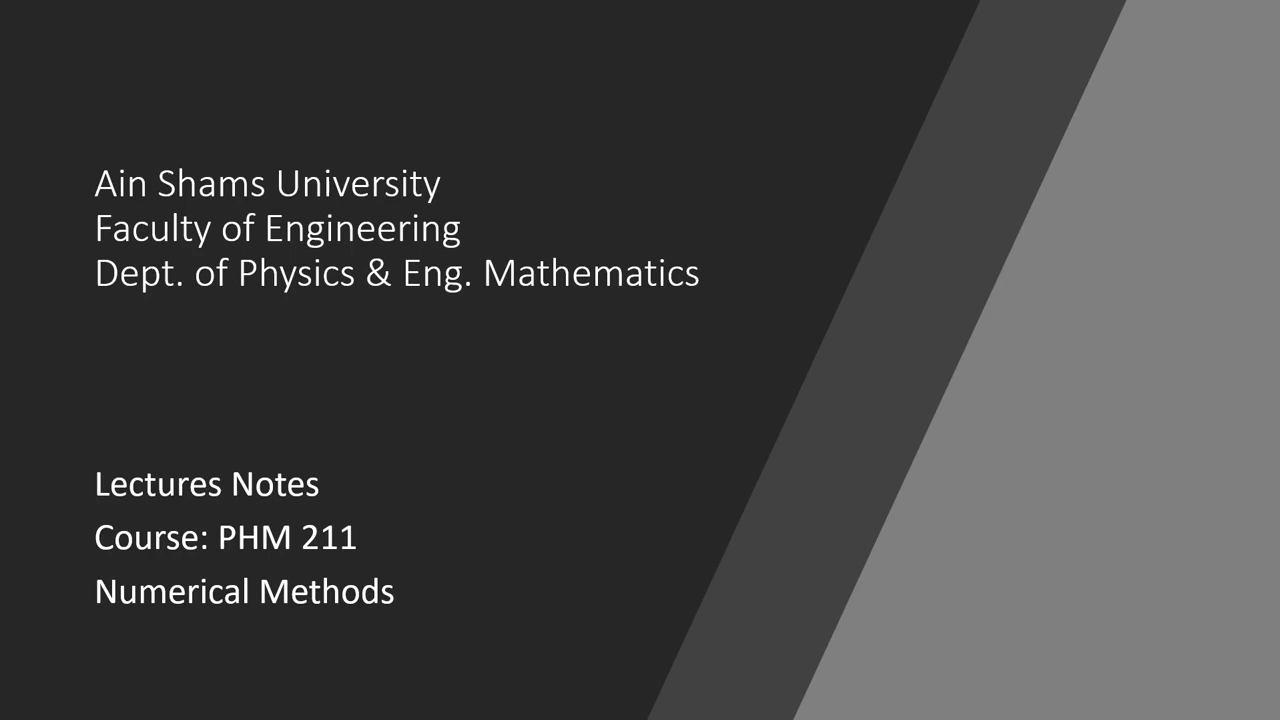 Ain Shams University
Faculty of Engineering
Dept. of Physics & Eng. Mathematics
Lectures Notes
Course: PHM 211
Numerical Methods